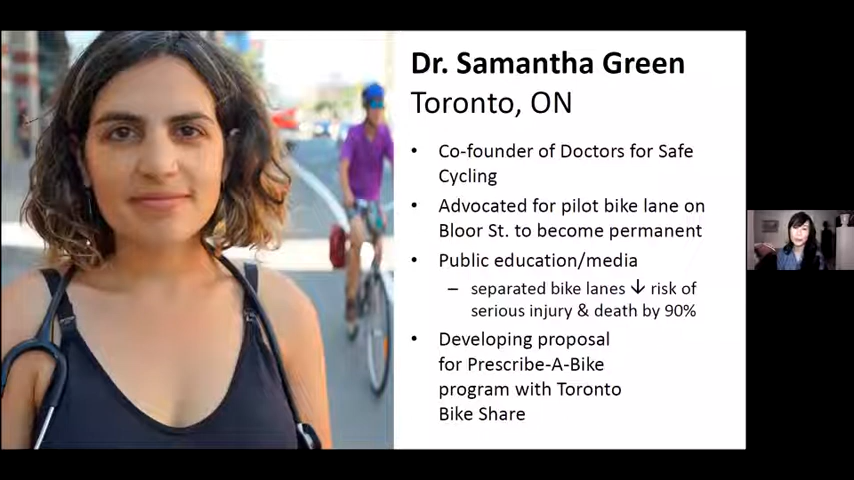 Dr. Samantha Green
Toronto, ON
• Co-founder of Doctors for Safe
Cycling
• Advocated for pilot bike lane on
Bloor St. to become permanent
• Public education/media
– separated bike lanes ↓ risk of
serious injury & death by 90%
• Developing proposal
for Prescribe-A-Bike
program with Toronto
Bike Share